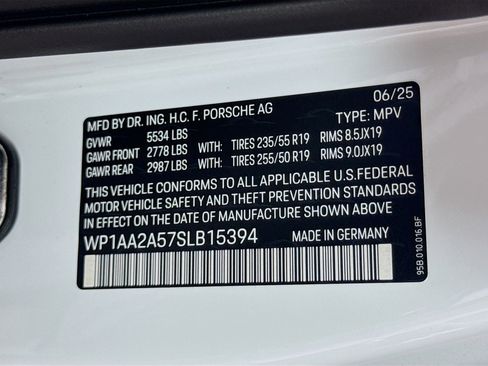 06/25
MFD BY DR. ING. H.C. F. PORSCHE AG TYPE: MPV
GVWR 5534 LBS
GAWR FRONT 2778 LBS WITH: TIRES 235/55 R19 RIMS 8.5JX19
GAWR REAR 2987 LBS WITH: TIRES 255/50 R19 RIMS 9.0JX19
THIS VEHICLE CONFORMS TO ALL APPLICABLE U.S.FEDERAL
MOTOR VEHICLE SAFETY AND THEFT PREVENTION STANDARDS
IN EFFECT ON THE DATE OF MANUFACTURE SHOWN ABOVE
WP1AA2A57SLB15394 MADE IN GERMANY
95B.010.016.BF